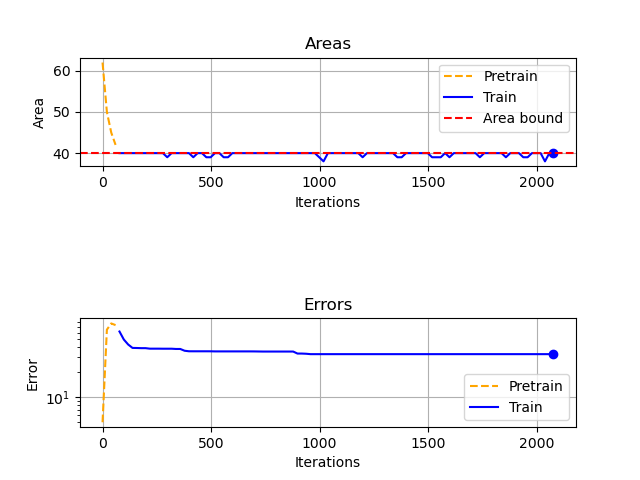 Areas
60
50
40
Area
Pretrain
Train
Area bound
0
500
1000
1500
2000
Iterations
Errors
10^1
Error
Pretrain
Train
0
500
1000
1500
2000
Iterations